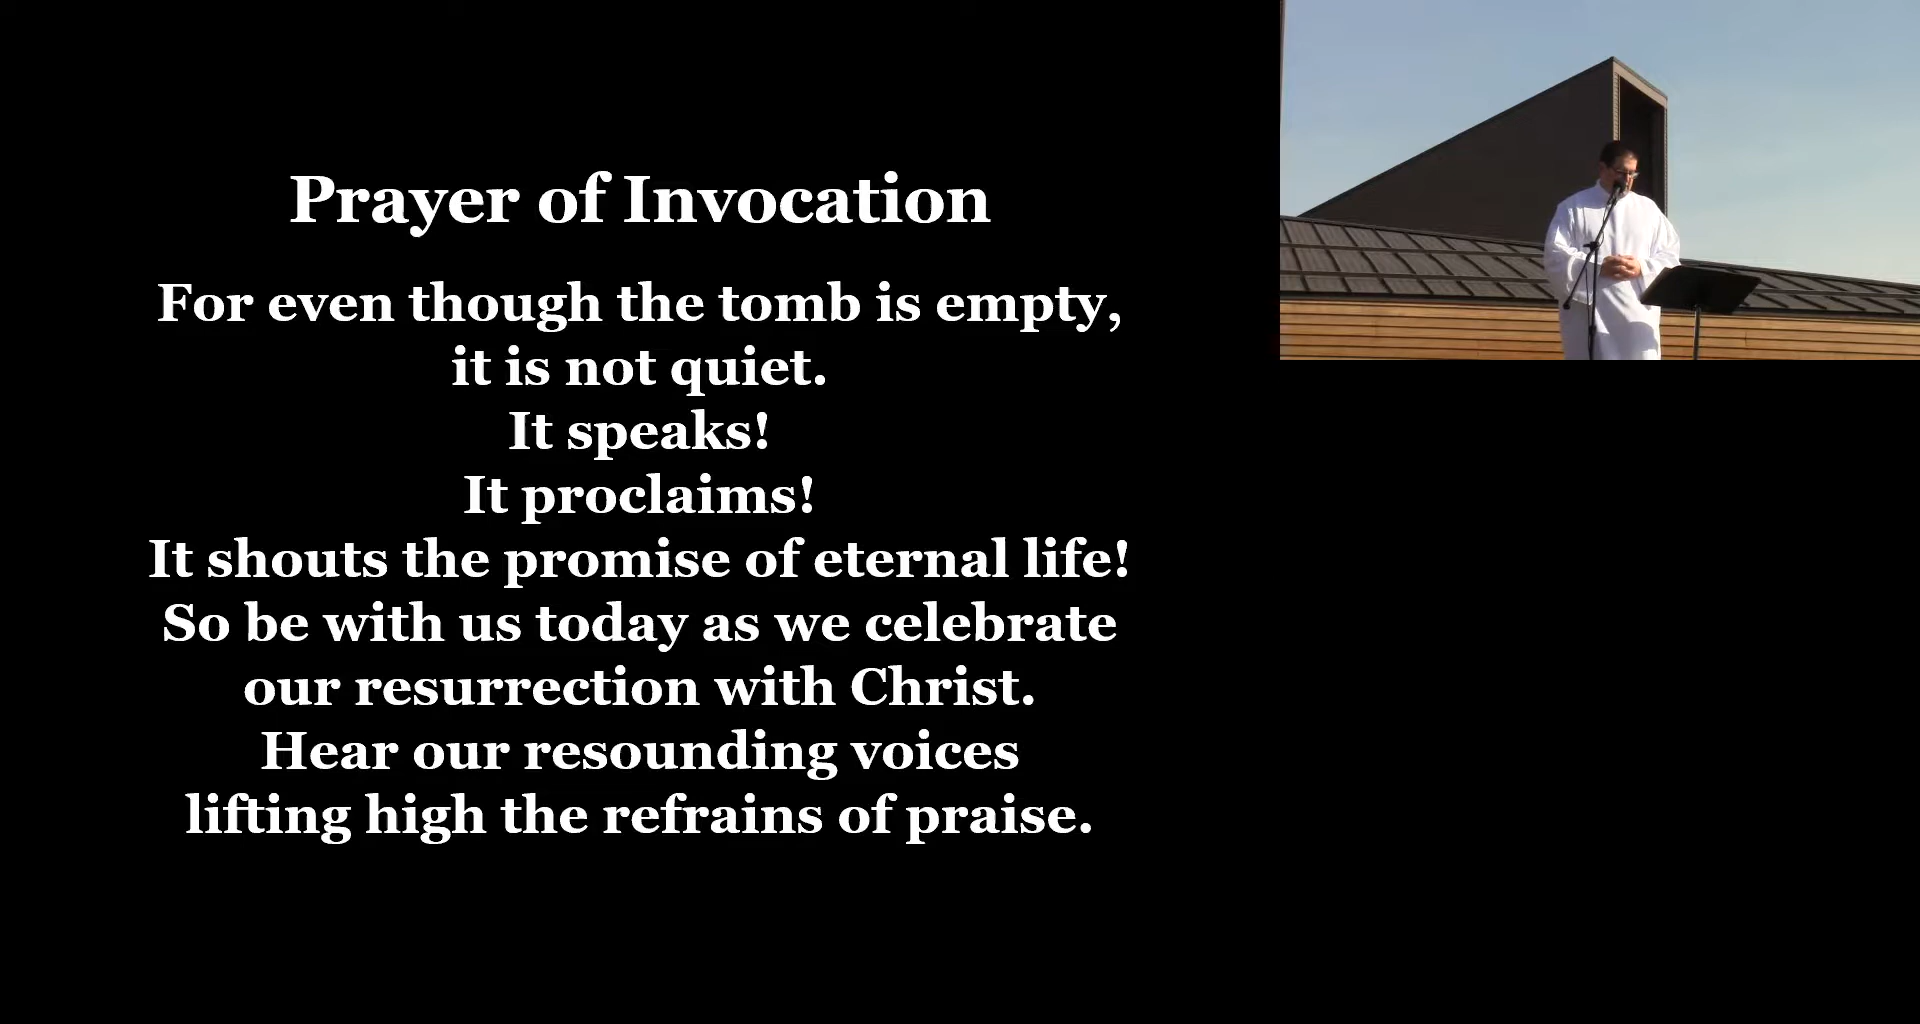 Prayer of Invocation
For even though the tomb is empty,
it is not quiet.
It speaks!
It proclaims!
It shouts the promise of eternal life!
So be with us today as we celebrate
our resurrection with Christ.
Hear our resounding voices
lifting high the refrains of praise.